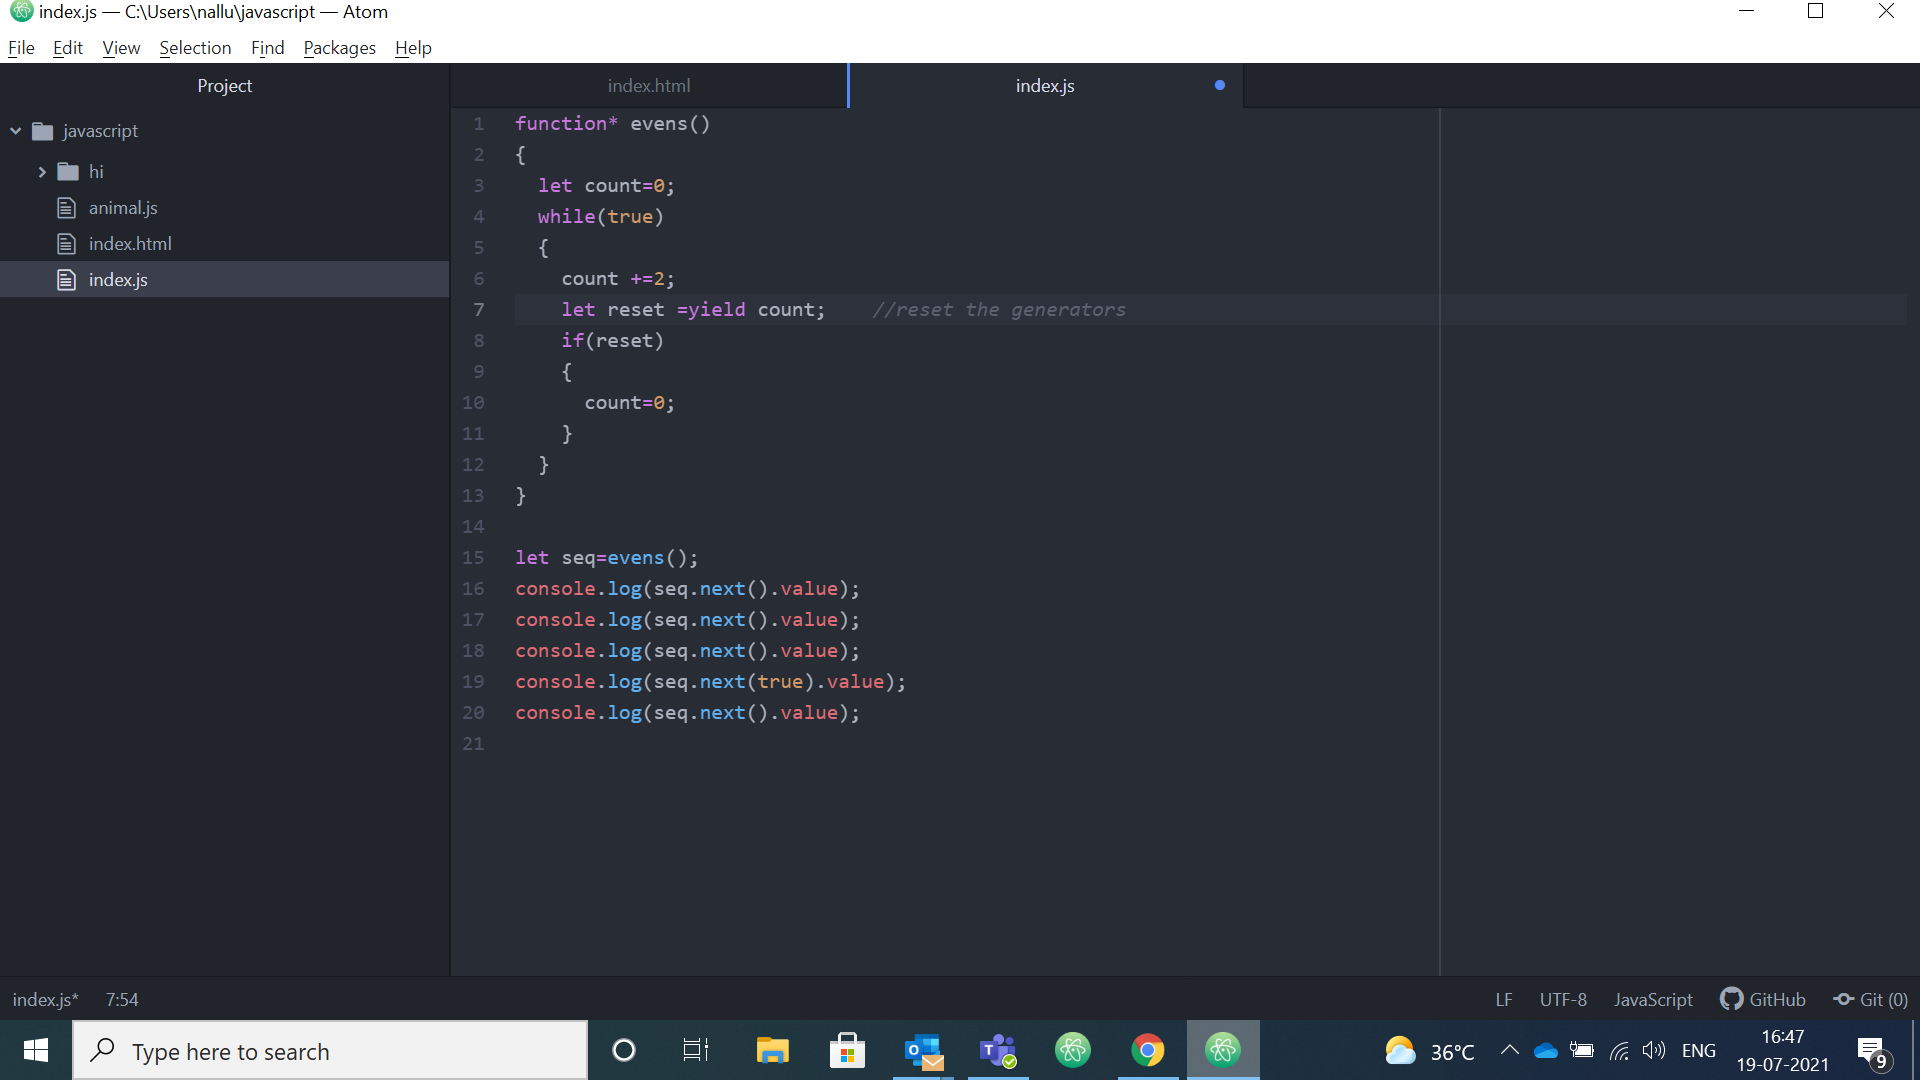 index.js — C:\Users\nallu\javascript — Atom
File Edit View Selection Find Packages Help
Project
javascript
hi
animal.js
index.html
index.js
index.html
index.js
1 function* evens()
2 {
3   let count=0;
4   while(true)
5   {
6     count +=2;
7     let reset =yield count;    //reset the generators
8     if(reset)
9     {
10       count=0;
11     }
12   }
13 }
14
15 let seq=evens();
16 console.log(seq.next().value);
17 console.log(seq.next().value);
18 console.log(seq.next().value);
19 console.log(seq.next(true).value);
20 console.log(seq.next().value);
21
index.js* 7:54 LF UTF-8 JavaScript GitHub Git (0)
Type here to search
36°C ENG
16:47
19-07-2021
9